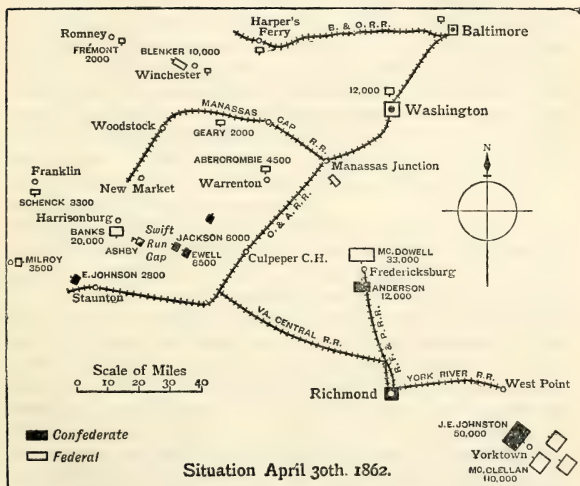 Romney
FRÉMONT
2000
BLENKER 10,000
Winchester
Harper's
Ferry
B. & O. R.R.
Baltimore
12,000
Washington
MANASSAS GAP R.R.
Woodstock
GEARY 2000
ABERCROMBIE 4500
Warrenton
Manassas Junction
N
Franklin
SCHENCK 3300
New Market
Harrisonburg
BANKS
20,000
ASHBY
Swift
Run
Gap
JACKSON 6000
EWELL
8500
O. & A. R.R.
Culpeper C.H.
MC. DOWELL
33,000
Fredericksburg
ANDERSON
12,000
MILROY
3500
E. JOHNSON 2800
Staunton
VA. CENTRAL R.R.
R.F. & P. R.R.
Scale of Miles
0 10 20 30 40
Richmond
YORK RIVER R.R.
West Point
Confederate
Federal
J.E. JOHNSTON
50,000
Yorktown
MC. CLELLAN
110,000
Situation April 30th. 1862.